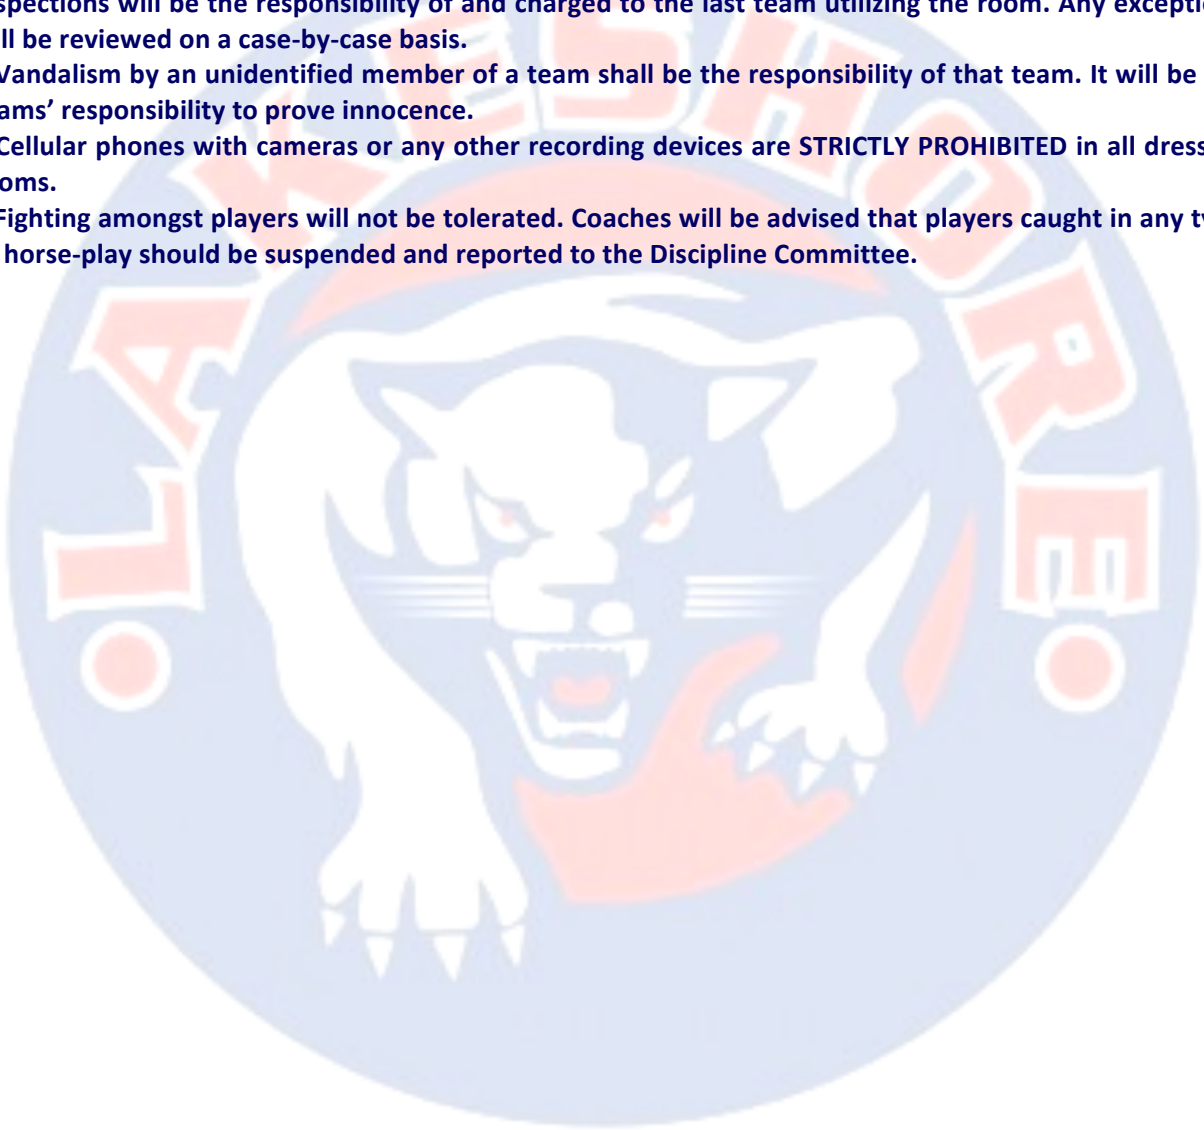 spections will be the responsibility of and charged to the last team utilizing the room. Any excepti
ll be reviewed on a case-by-case basis.
Vandalism by an unidentified member of a team shall be the responsibility of that team. It will be
ams’ responsibility to prove innocence.
Cellular phones with cameras or any other recording devices are STRICTLY PROHIBITED in all dress
oms.
Fighting amongst players will not be tolerated. Coaches will be advised that players caught in any t
horse-play should be suspended and reported to the Discipline Committee.
LAKESHORE